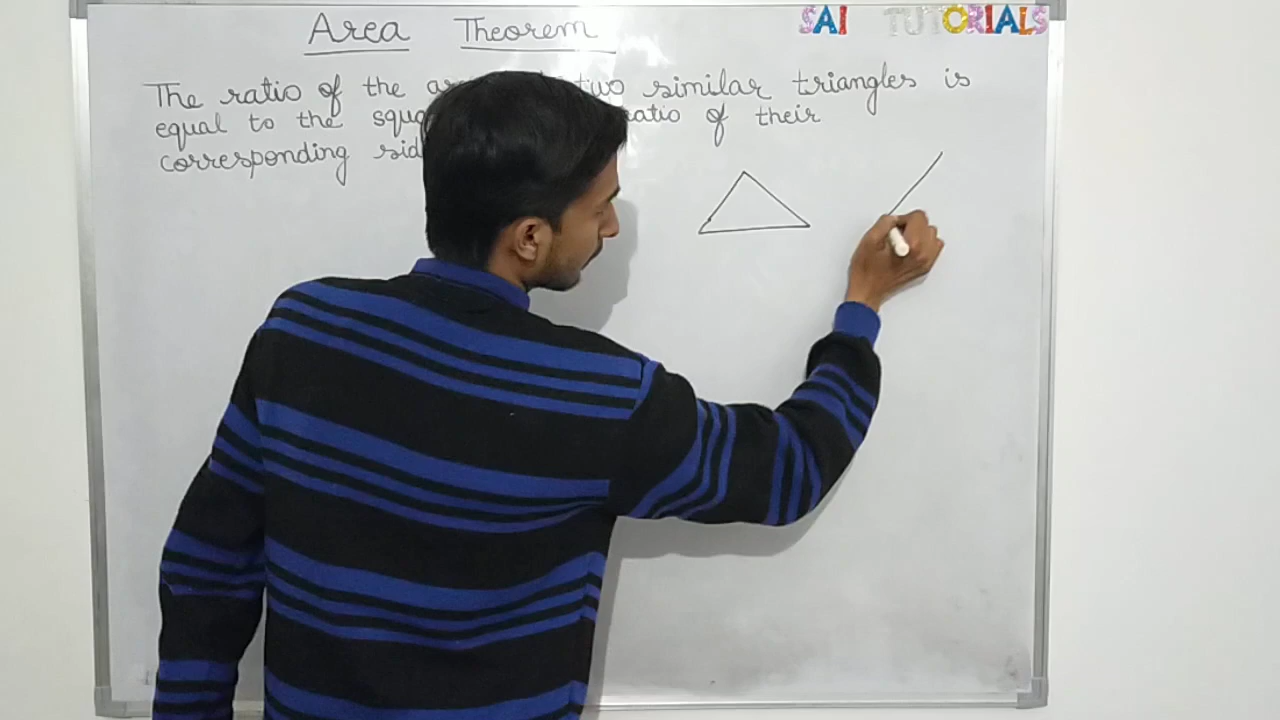 Area Theorem
SAI TUTORIALS
The ratio of the two similar triangles is
equal to the ratio of their
corresponding